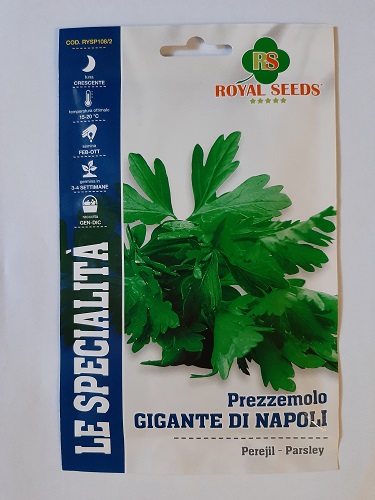 COD. RYSP109/2
luna
CRESCENTE
temperatura ottimale
15-20 °C
semina
FEB-OTT
germina in
3-4 SETTIMANE
raccolta
GEN-DIC
LE SPECIALITÀ
RS
ROYAL SEEDS
Prezzemolo
GIGANTE DI NAPOLI
Perejil - Parsley